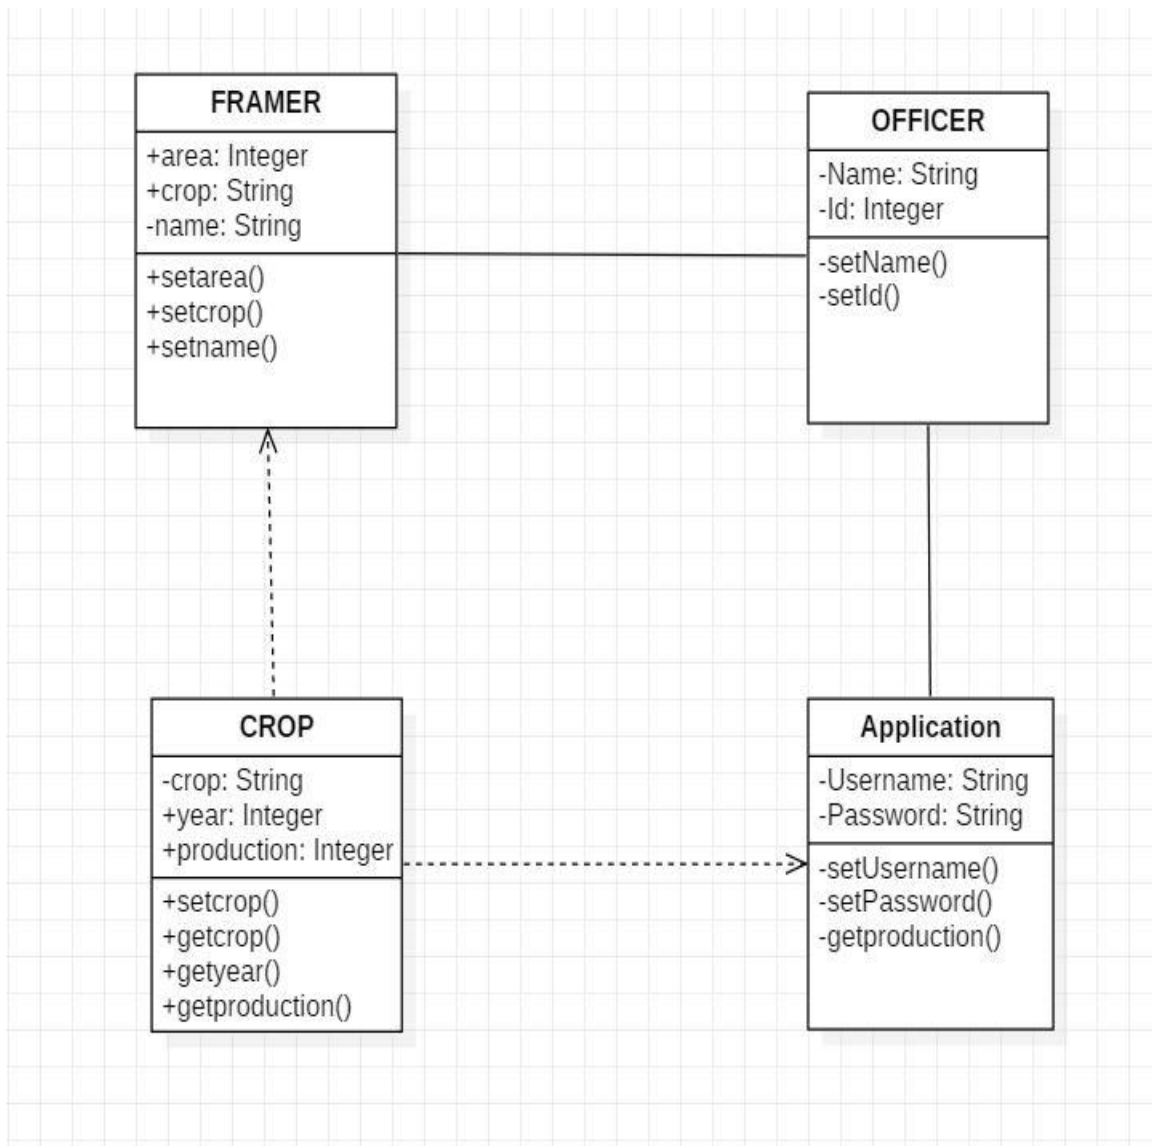 FRAMER
+area: Integer
+crop: String
-name: String
+setarea()
+setcrop()
+setname()
OFFICER
-Name: String
-Id: Integer
-setName()
-setId()
CROP
-crop: String
+year: Integer
+production: Integer
+setcrop()
+getcrop()
+getyear()
+getproduction()
Application
-Username: String
-Password: String
-setUsername()
-setPassword()
-getproduction()